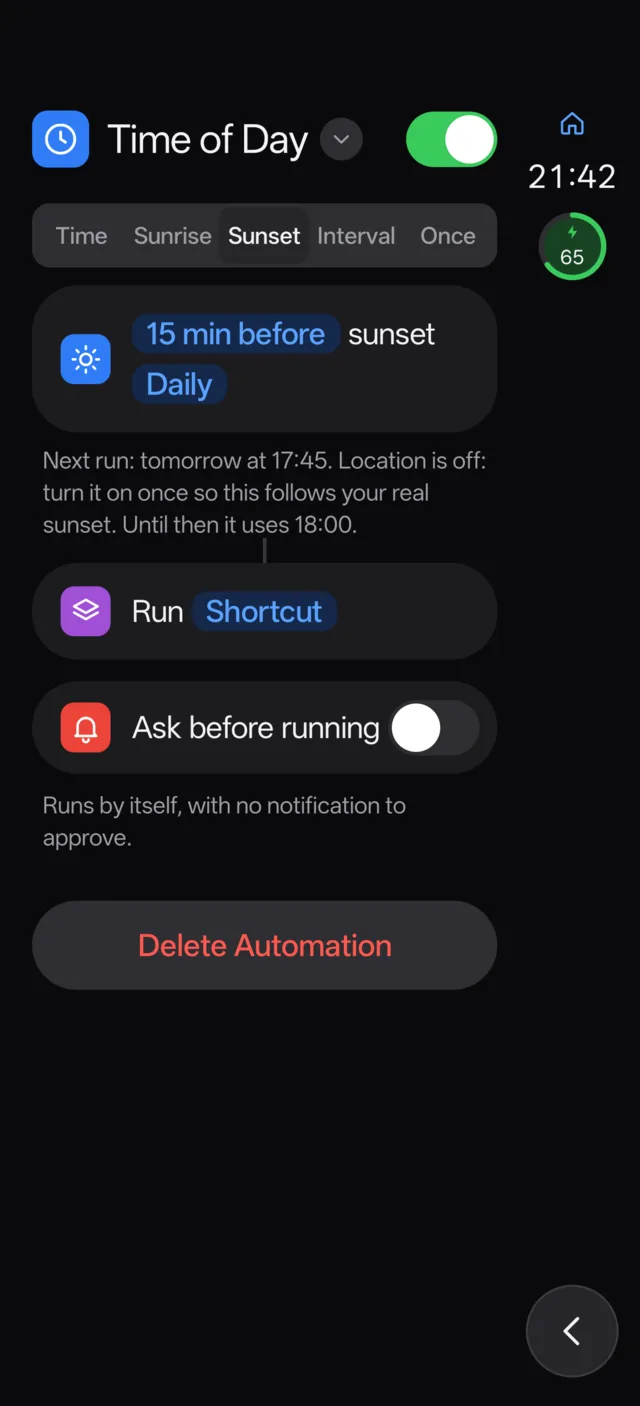 Time of Day
21:42
65
Time Sunrise Sunset Interval Once
15 min before sunset
Daily
Next run: tomorrow at 17:45. Location is off:
turn it on once so this follows your real
sunset. Until then it uses 18:00.
Run Shortcut
Ask before running
Runs by itself, with no notification to
approve.
Delete Automation